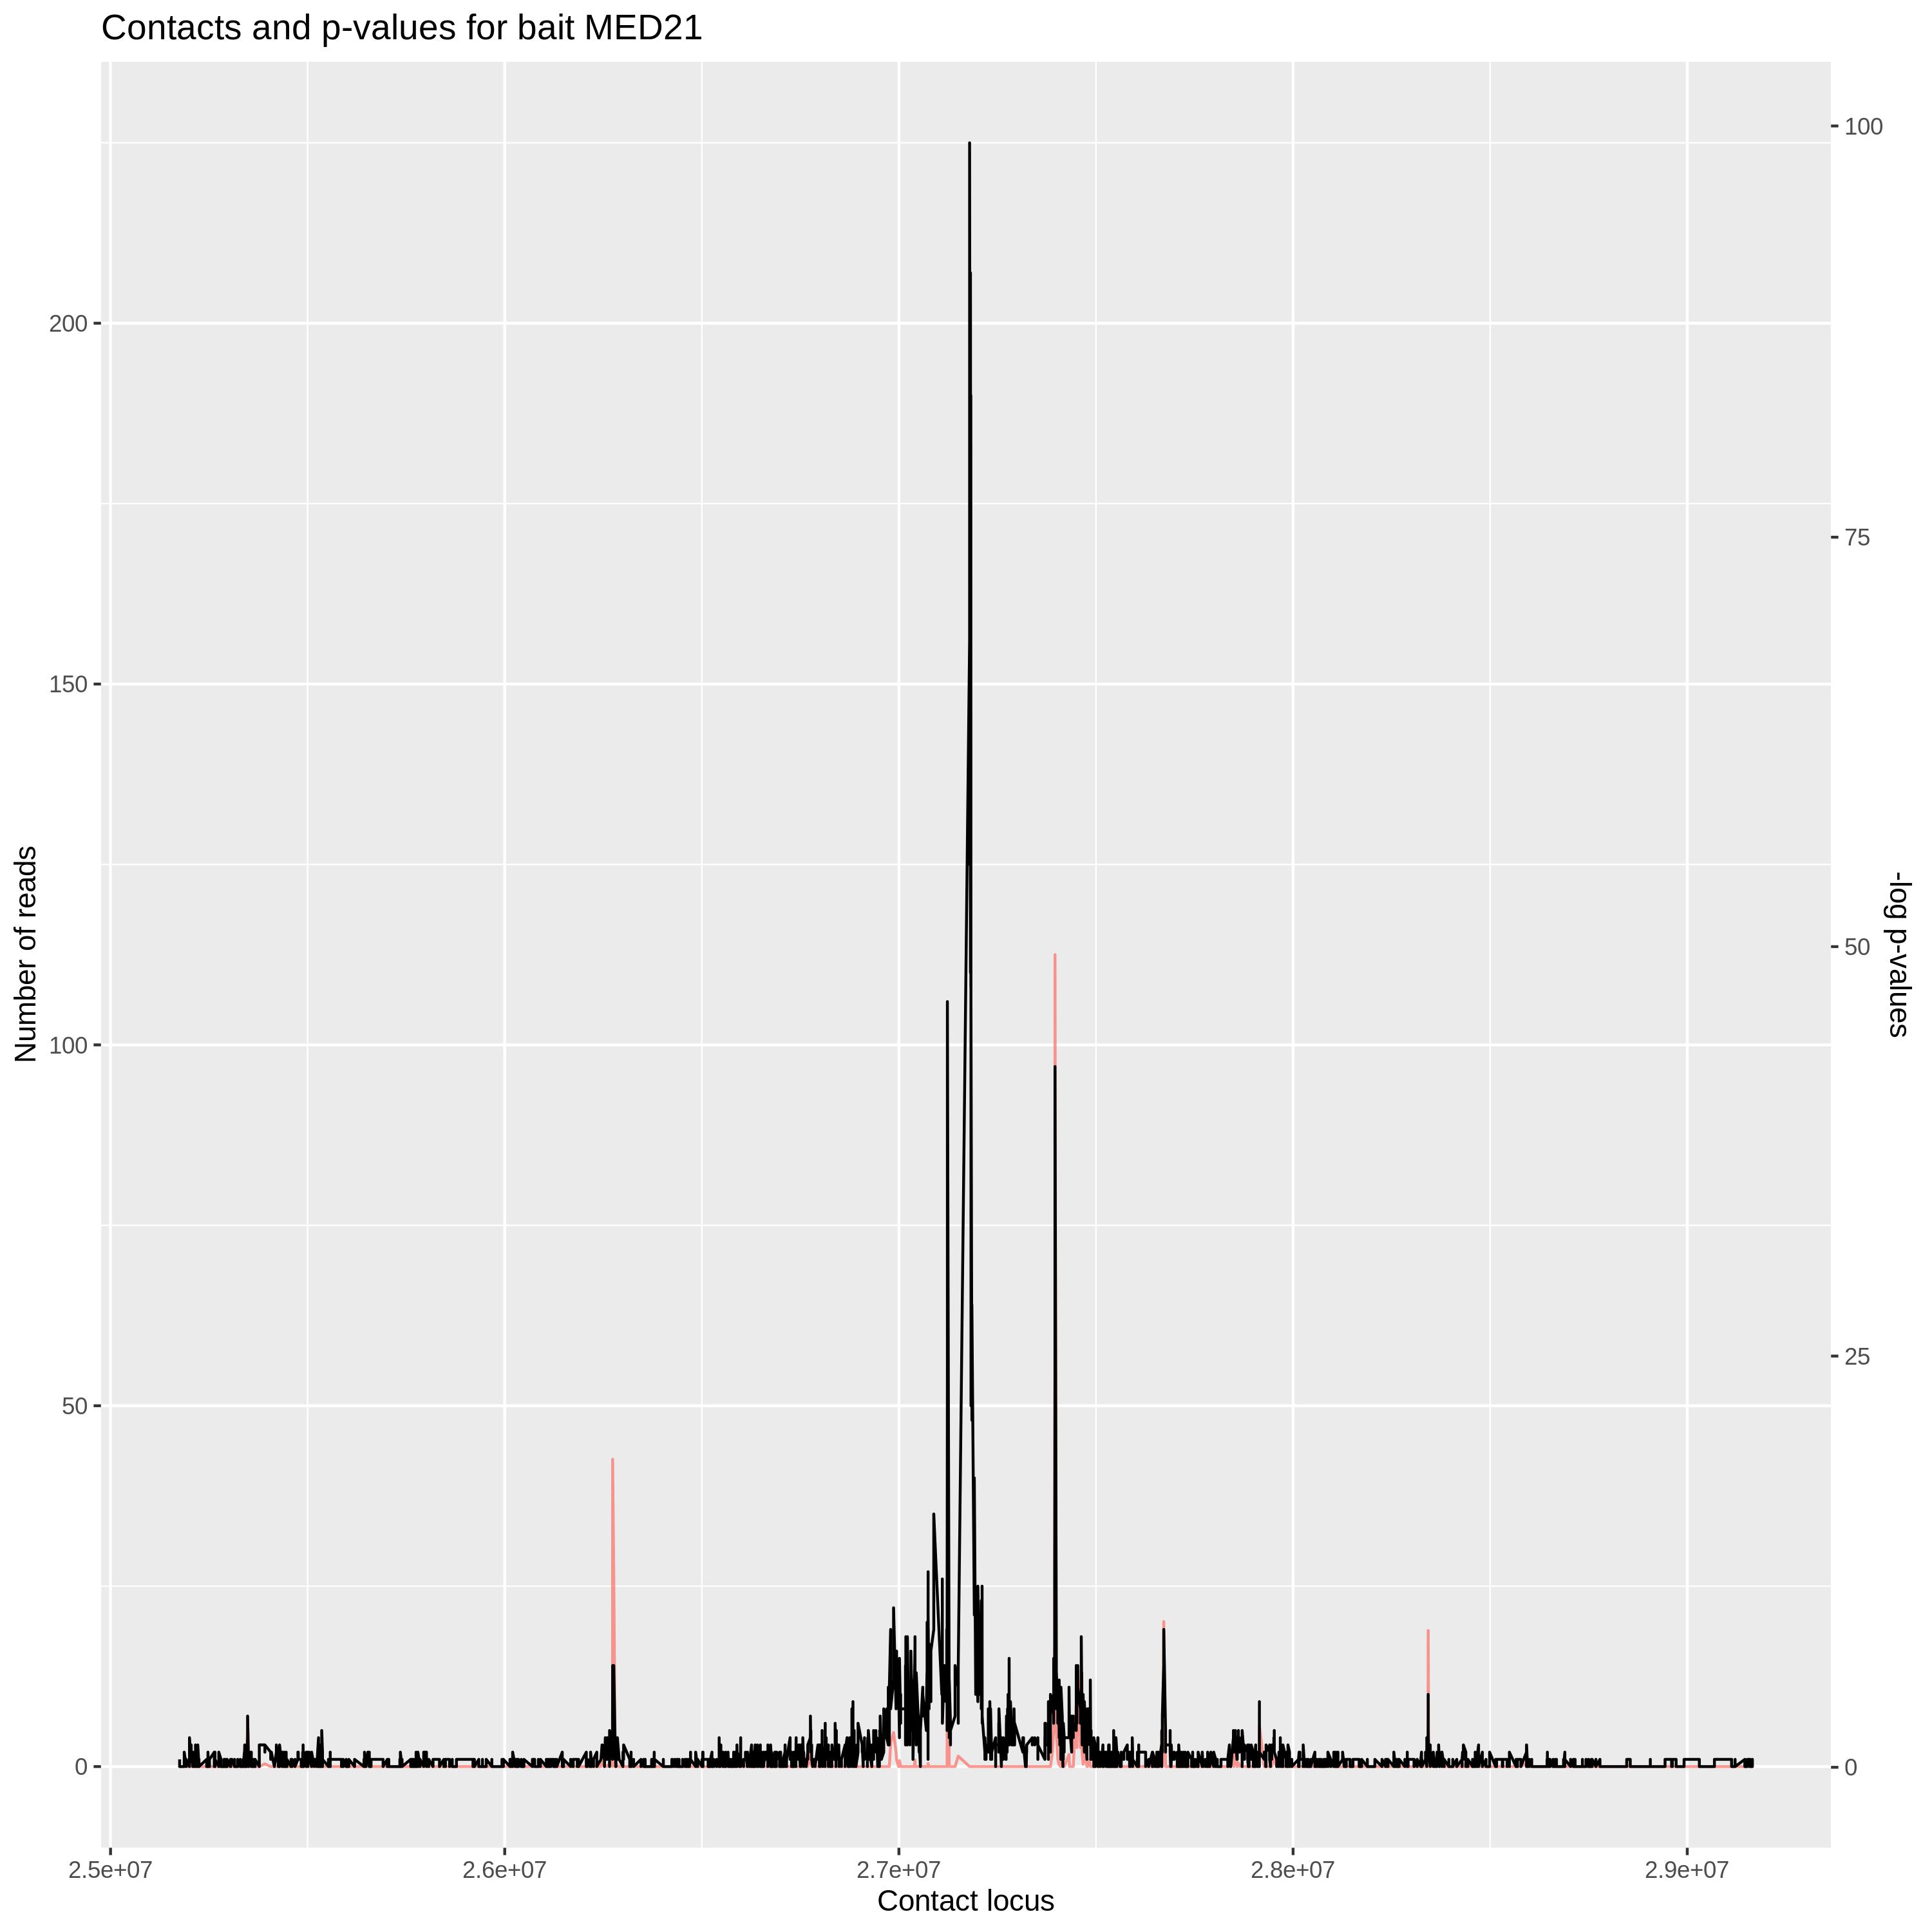 Contacts and p-values for bait MED21
200
150
100
50
0
Number of reads
100
75
50
25
0
-log p-values
2.5e+07
2.6e+07
2.7e+07
2.8e+07
2.9e+07
Contact locus